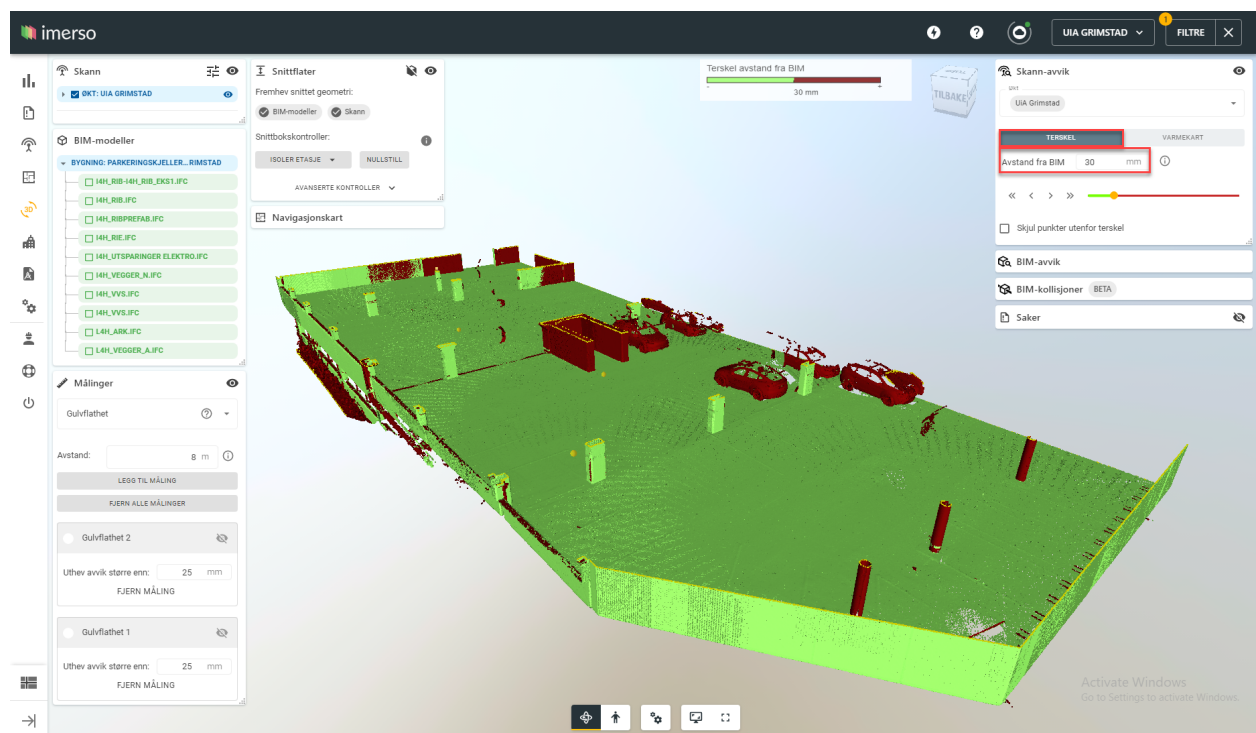 imerso
UIA GRIMSTAD
1
FILTRE
Skann
ØKT: UIA GRIMSTAD
BIM-modeller
BYGNING: PARKERINGSKJELLER... RIMSTAD
I4H_RIB-I4H_RIB_EKS1.IFC
I4H_RIB.IFC
I4H_RIBPREFAB.IFC
I4H_RIE.IFC
I4H_UTSPARINGER ELEKTRO.IFC
I4H_VEGGER_N.IFC
I4H_VVS.IFC
I4H_VVS.IFC
L4H_ARK.IFC
L4H_VEGGER_A.IFC
Målinger
Gulvflathet
Avstand: 8 m
LEGG TIL MÅLING
FJERN ALLE MÅLINGER
Gulvflathet 2
Uthev avvik større enn: 25 mm
FJERN MÅLING
Gulvflathet 1
Uthev avvik større enn: 25 mm
FJERN MÅLING
3D
Snittflater
Fremhev snittet geometri:
BIM-modeller Skann
Snittbokskontroller:
ISOLER ETASJE NULLSTILL
AVANSERTE KONTROLLER
Navigasjonskart
Terskel avstand fra BIM
- 30 mm +
TILBAKE
Skann-avvik
Økt
UIA Grimstad
TERSKEL VARMEKART
Avstand fra BIM 30 mm
Skjul punkter utenfor terskel
BIM-avvik
BIM-kollisjoner BETA
Saker
Activate Windows
Go to Settings to activate Windows.